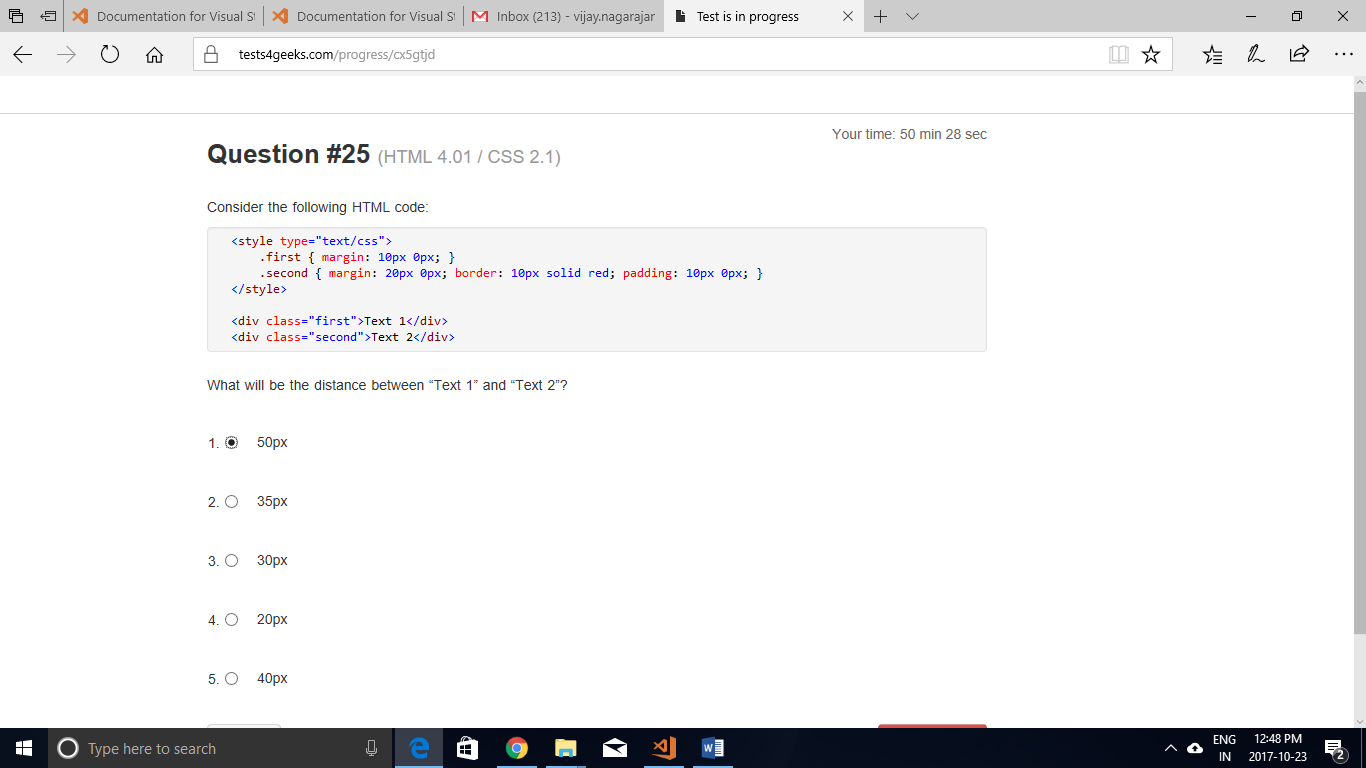 Documentation for Visual St
Documentation for Visual St
Inbox (213) - vijay.nagarajar
Test is in progress
tests4geeks.com/progress/cx5gtjd
Your time: 50 min 28 sec
Question #25 (HTML 4.01 / CSS 2.1)
Consider the following HTML code:
<style type="text/css">
.first { margin: 10px 0px; }
.second { margin: 20px 0px; border: 10px solid red; padding: 10px 0px; }
</style>
<div class="first">Text 1</div>
<div class="second">Text 2</div>
What will be the distance between “Text 1” and “Text 2”?
1. 50px
2. 35px
3. 30px
4. 20px
5. 40px
Type here to search
ENG
IN
12:48 PM
2017-10-23
2